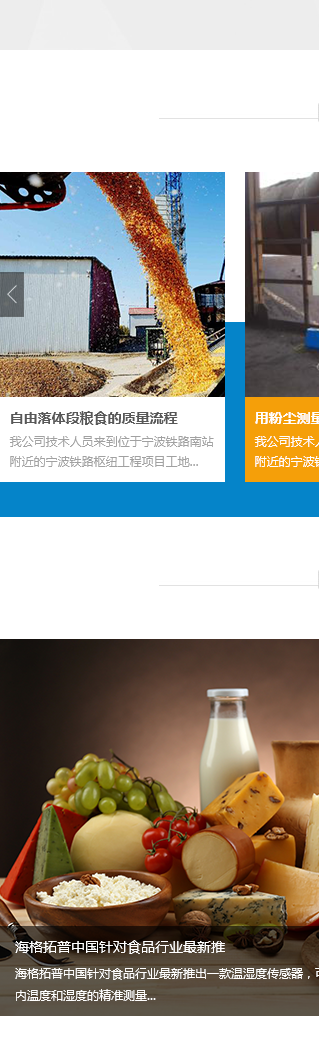 自由落体段粮食的质量流程
我公司技术人员来到位于宁波铁路南站
附近的宁波铁路枢纽工程项目工地...
用粉尘测量
我公司技术人
附近的宁波铁
海格拓普中国针对食品行业最新推
海格拓普中国针对食品行业最新推出一款温湿度传感器，可
内温度和湿度的精准测量...